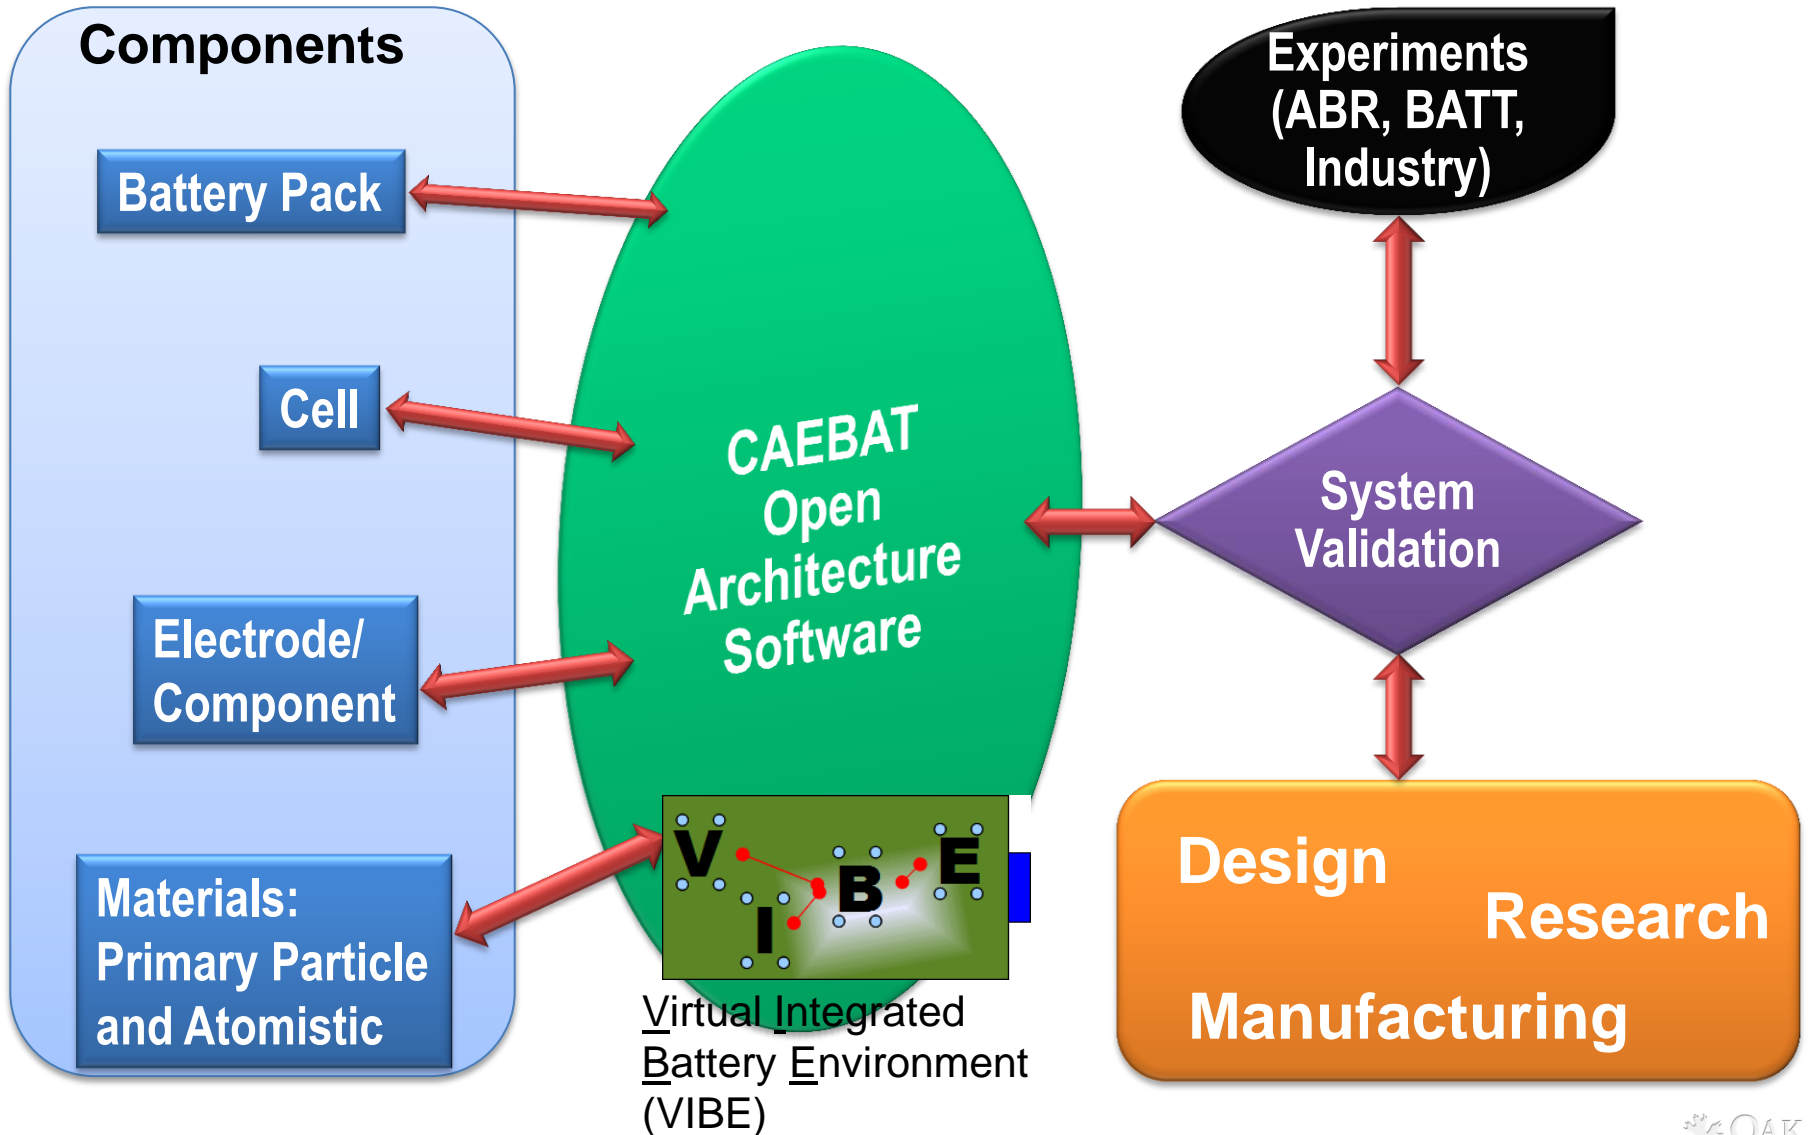 Components
Battery Pack
Cell
Electrode/
Component
Materials:
Primary Particle
and Atomistic
CAEBAT
Open
Architecture
Software
V
I
B
E
Virtual Integrated
Battery Environment
(VIBE)
Experiments
(ABR, BATT,
Industry)
System
Validation
Design
Research
Manufacturing
OAK